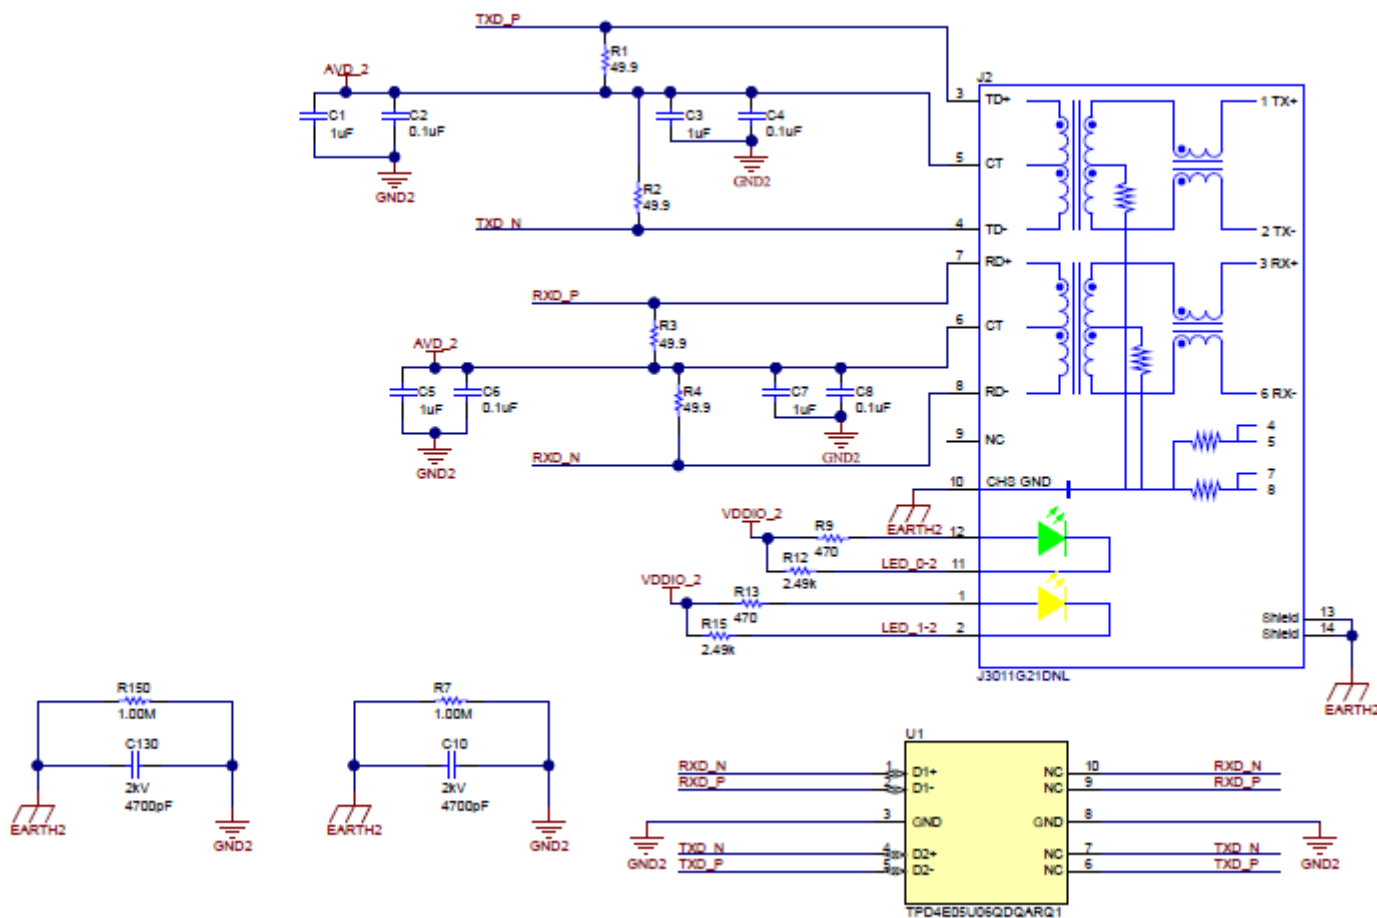 TXD_P
R1
49.9
AVD_2
J2
3 TD+
1 TX+
C1
1uF
C2
0.1uF
C3
1uF
C4
0.1uF
5 CT
GND2
GND2
R2
49.9
TXD_N
4 TD-
2 TX-
7 RD+
3 RX+
RXD_P
R3
49.9
6 CT
AVD_2
C5
1uF
C6
0.1uF
R4
49.9
C7
1uF
C8
0.1uF
8 RD-
6 RX-
GND2
GND2
9 NC
4
5
RXD_N
7
8
10 CHS GND
EARTH2
VDDIO_2
R9
470
12
R12
2.49k
LED_0-2
11
VDDIO_2
R13
470
1
R15
2.49k
LED_1-2
2
Shield 13
Shield 14
J3011G21DNL
EARTH2
R150
1.00M
C130
2kV
4700pF
EARTH2
GND2
R7
1.00M
C10
2kV
4700pF
EARTH2
GND2
U1
RXD_N 1 D1+ NC 10 RXD_N
RXD_P 2 D1- NC 9 RXD_P
3 GND GND 8
GND2
GND2
TXD_N 4 D2+ NC 7 TXD_N
TXD_P 5 D2- NC 6 TXD_P
TPD4E05U06QDQARQ1